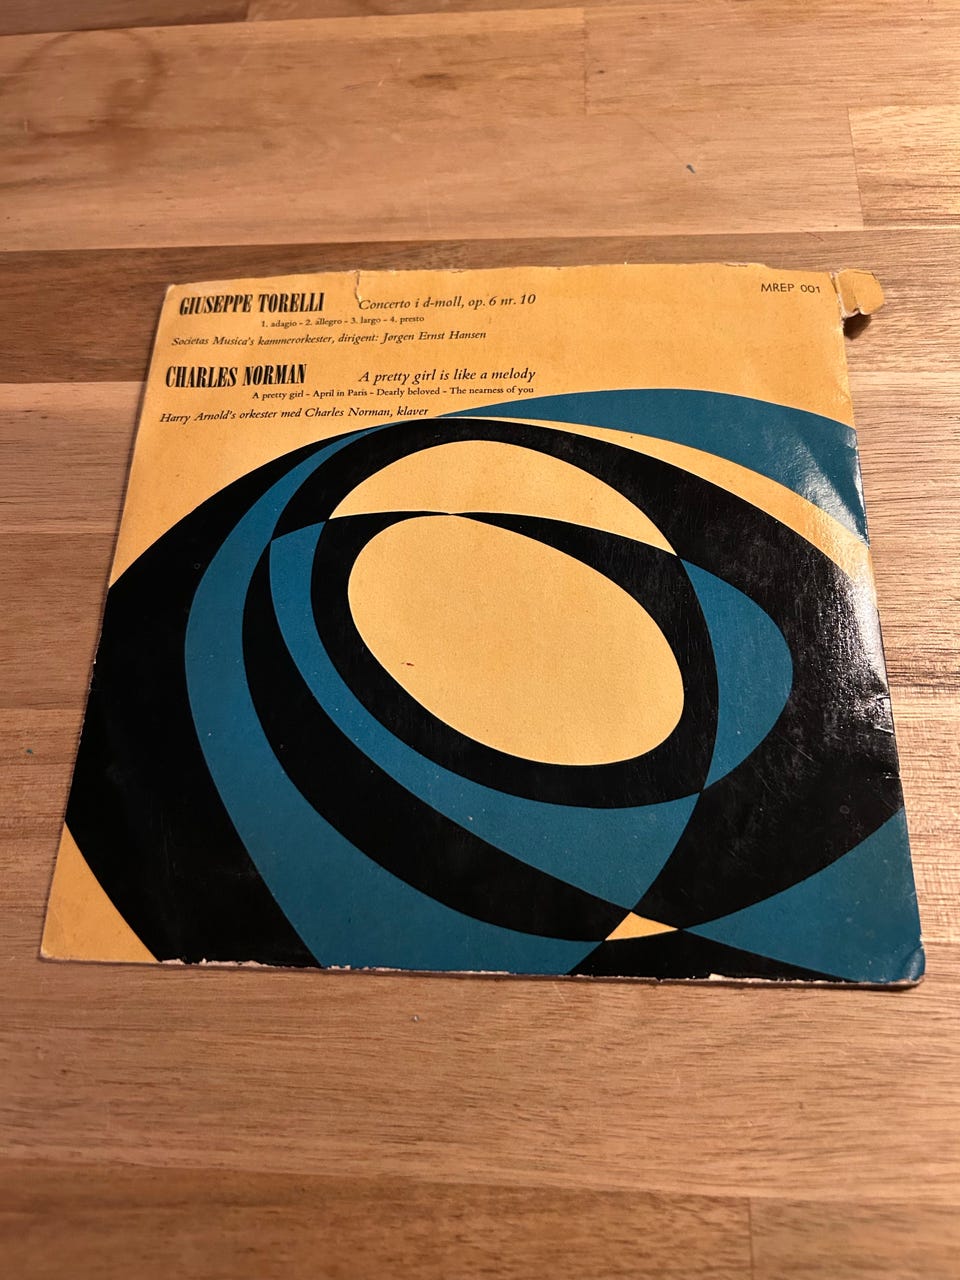 MREP 001
GIUSEPPE TORELLI Concerto i d-moll, op. 6 nr. 10
1. adagio - 2. allegro - 3. largo - 4. presto
Societas Musica's kammerorkester, dirigent: Jørgen Ernst Hansen
CHARLES NORMAN A pretty girl is like a melody
A pretty girl - April in Paris - Dearly beloved - The nearness of you
Harry Arnold's orkester med Charles Norman, klaver